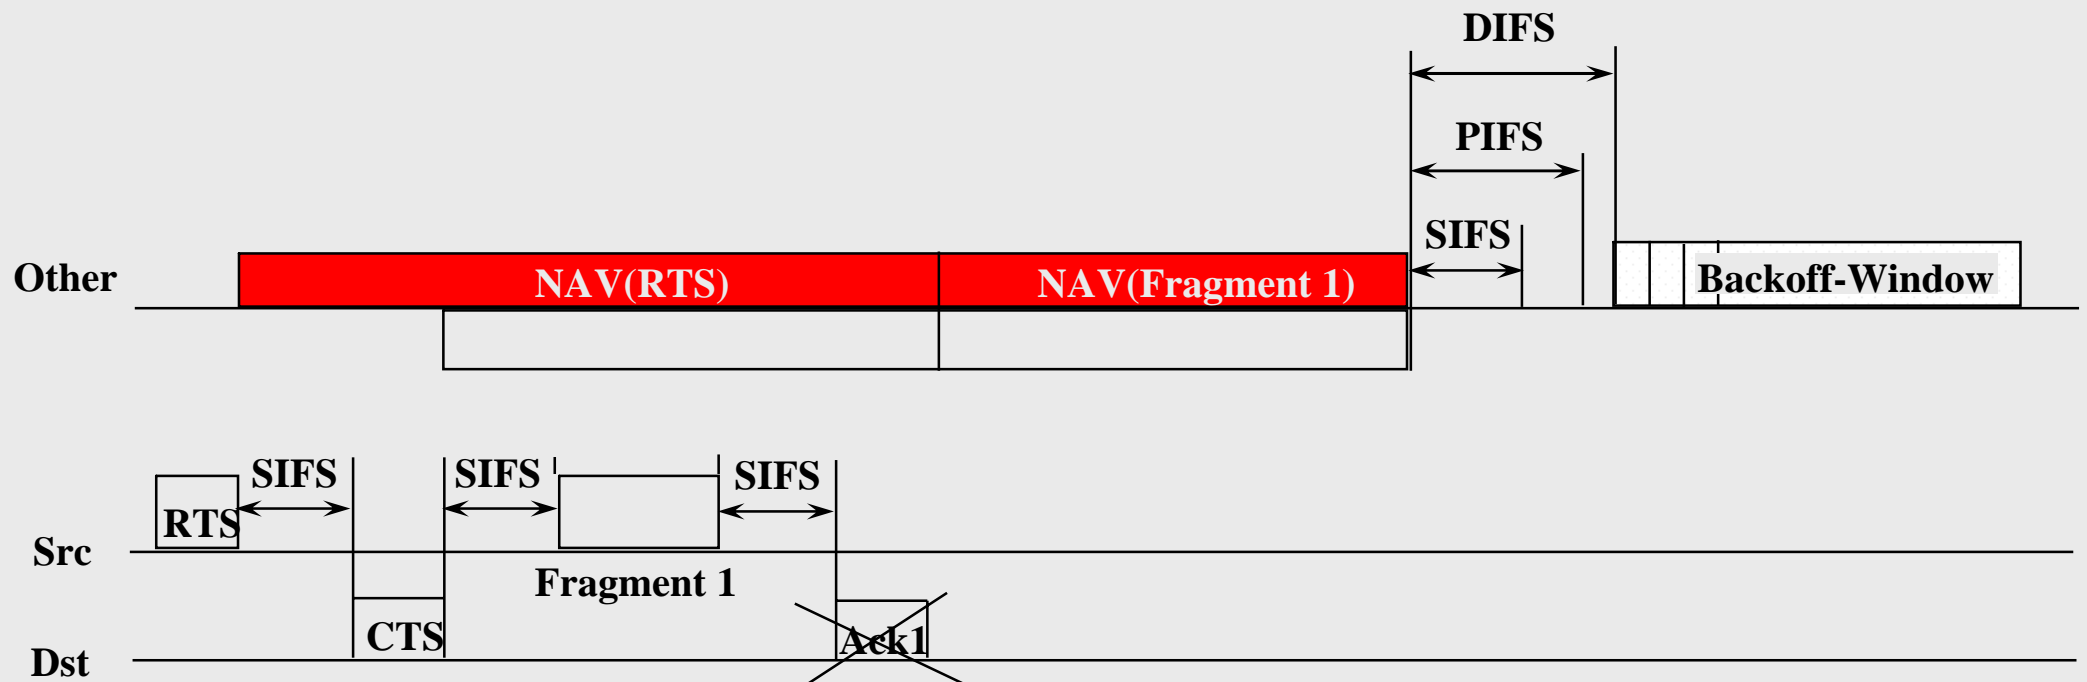 DIFS
PIFS
SIFS
Other
NAV(RTS)
NAV(Fragment 1)
Backoff-Window
SIFS
SIFS
SIFS
RTS
Src
Fragment 1
CTS
Ack1
Dst